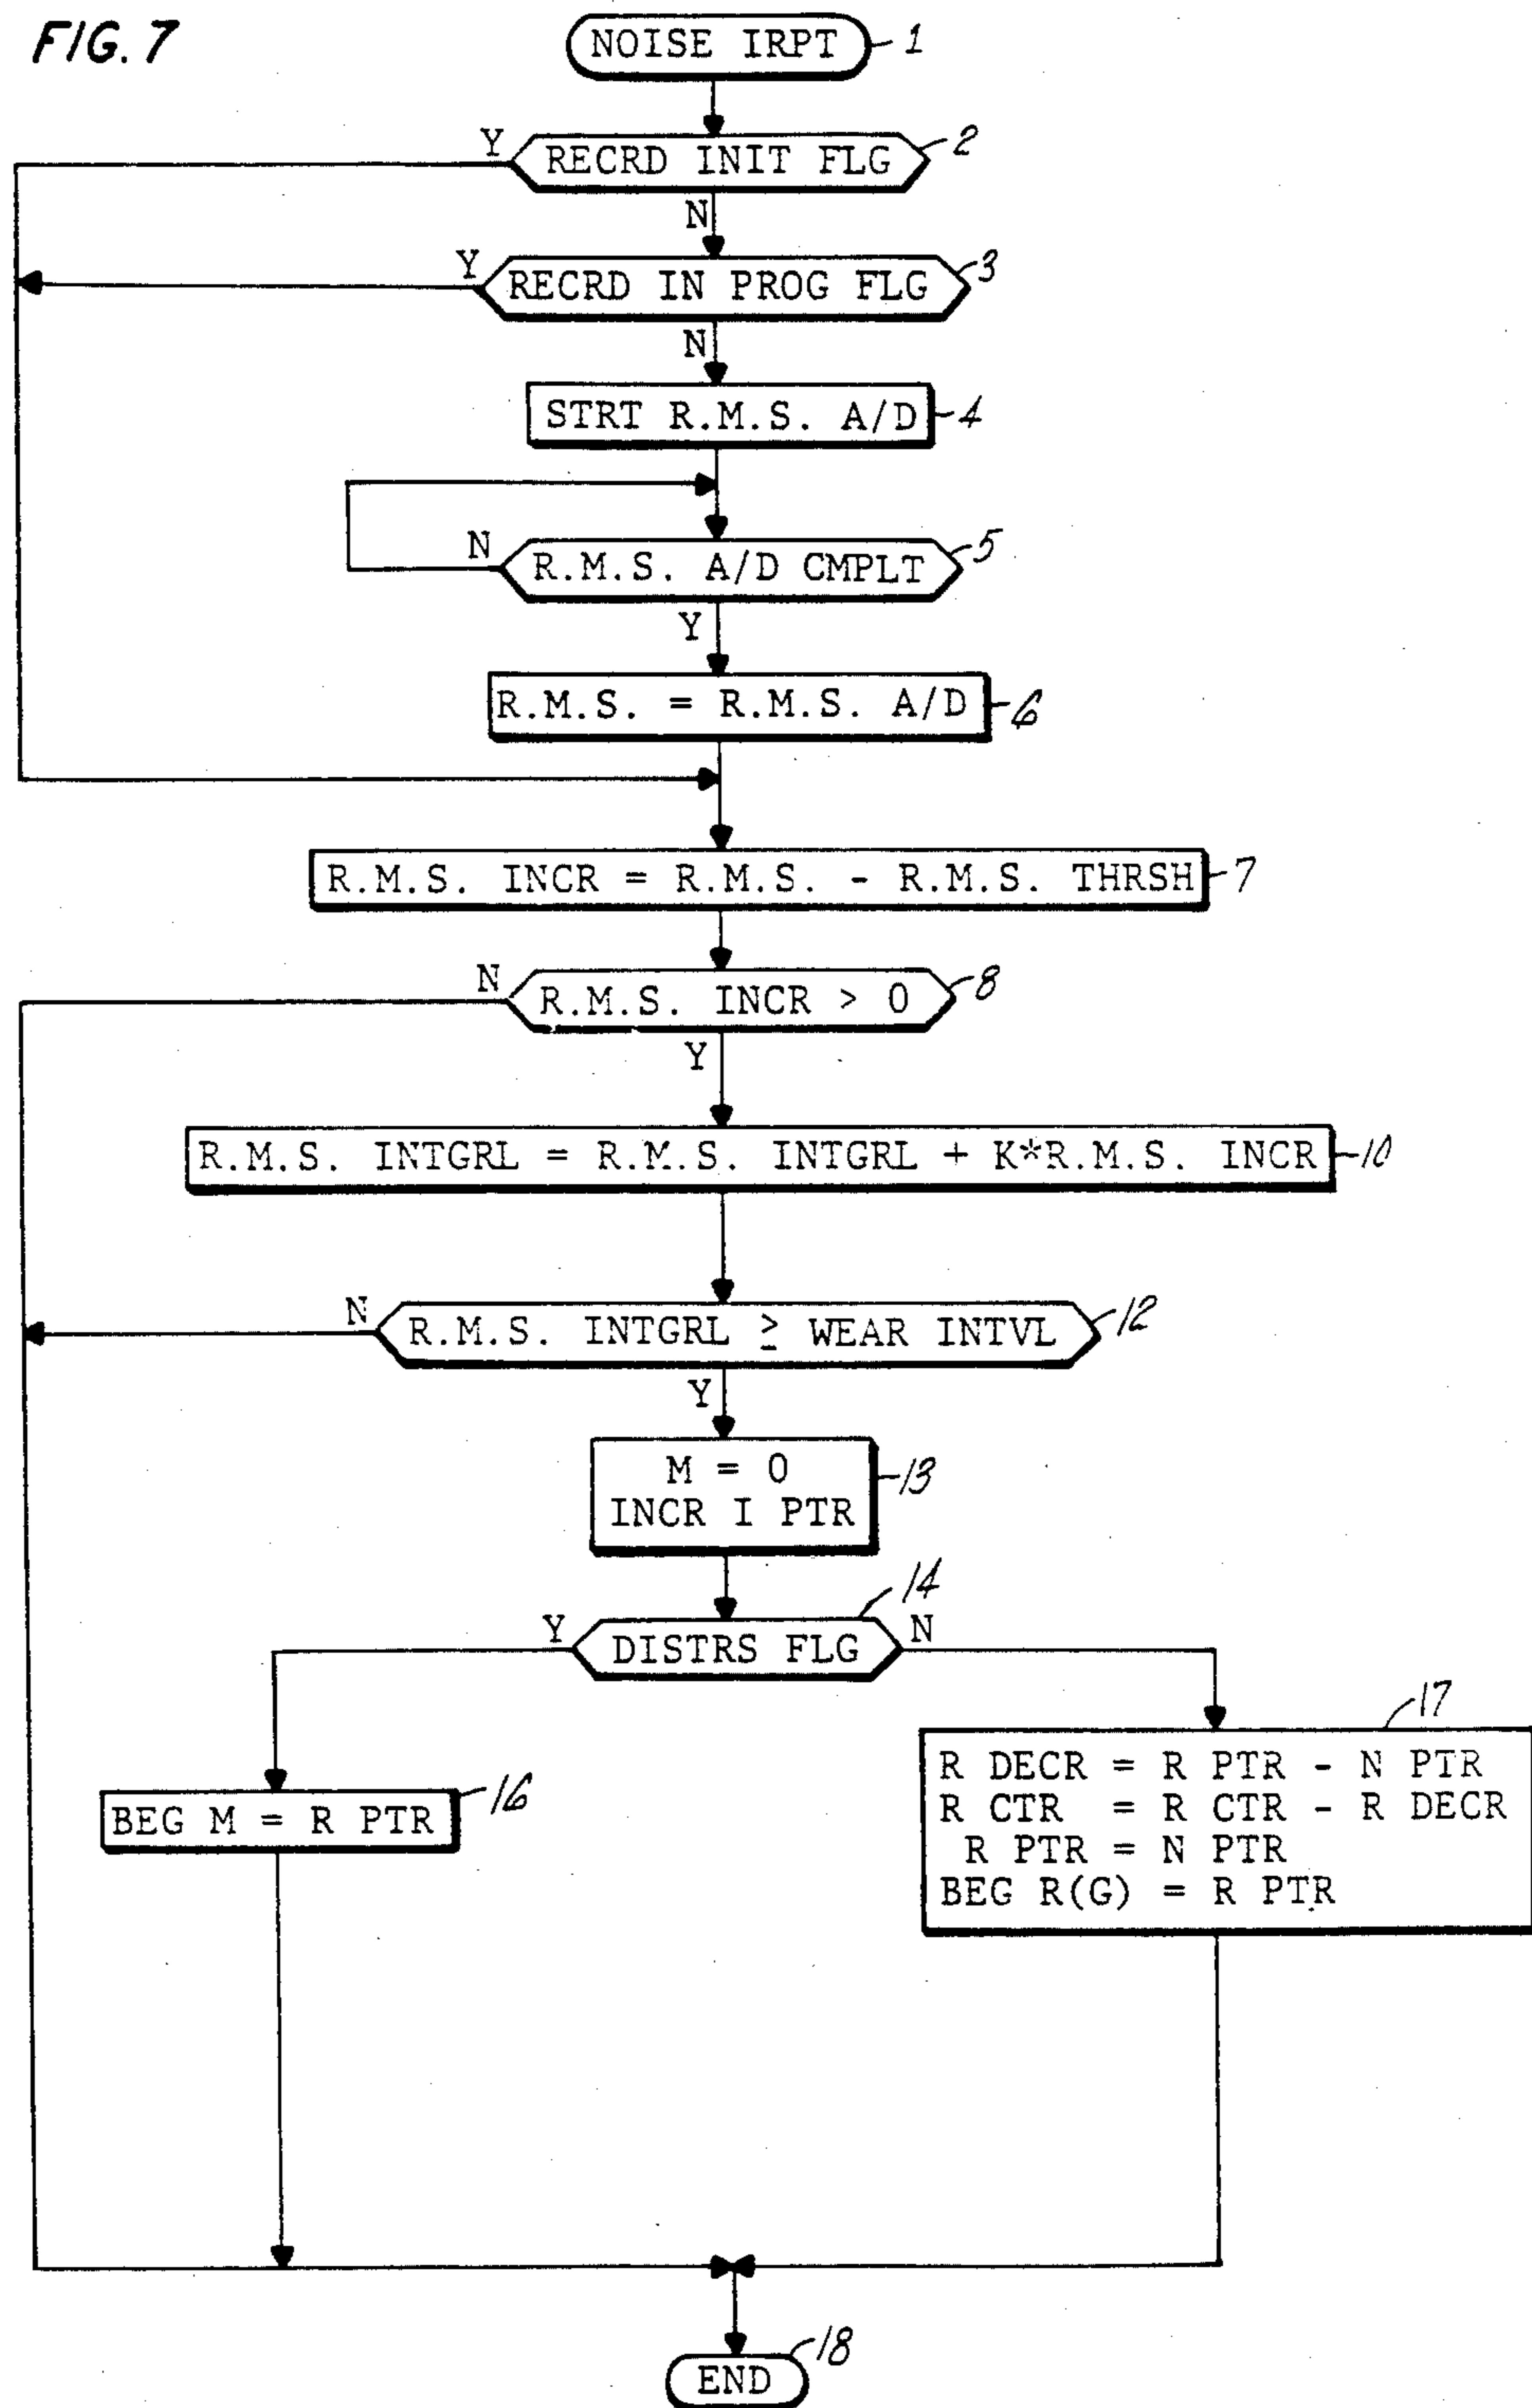 FIG. 7
NOISE IRPT 1
Y RECRD INIT FLG 2
N
Y RECRD IN PROG FLG 3
N
STRT R.M.S. A/D 4
N R.M.S. A/D CMPLT 5
Y
R.M.S. = R.M.S. A/D 6
R.M.S. INCR = R.M.S. - R.M.S. THRSH 7
N R.M.S. INCR > 0 8
Y
R.M.S. INTGRL = R.M.S. INTGRL + K*R.M.S. INCR 10
N R.M.S. INTGRL ≥ WEAR INTVL 12
Y
M = 0
INCR I PTR 13
Y DISTRS FLG N 14
BEG M = R PTR 16
17
R DECR = R PTR - N PTR
R CTR = R CTR - R DECR
R PTR = N PTR
BEG R(G) = R PTR
END 18